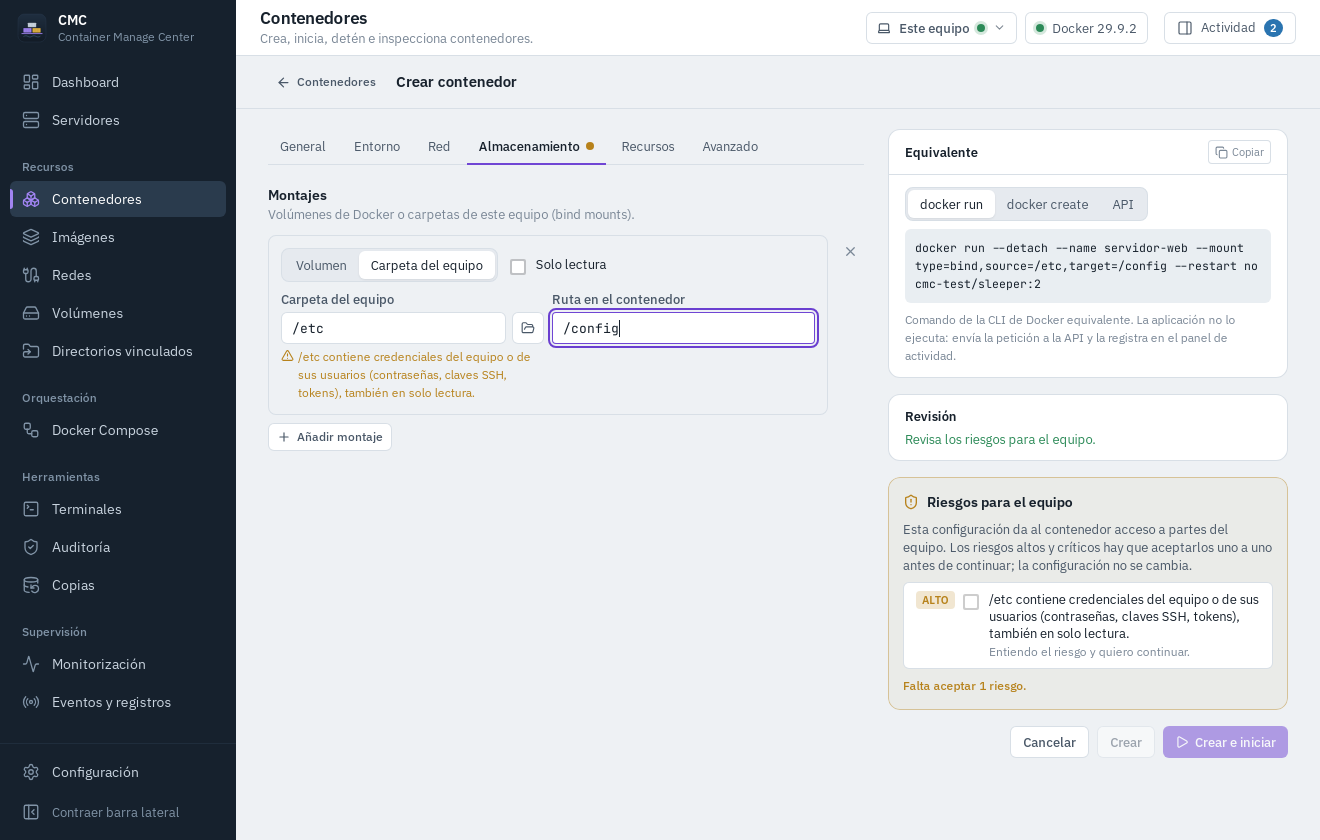 CMC
Container Manage Center
Dashboard
Servidores
Recursos
Contenedores
Imágenes
Redes
Volúmenes
Directorios vinculados
Orquestación
Docker Compose
Herramientas
Terminales
Auditoría
Copias
Supervisión
Monitorización
Eventos y registros
Configuración
Contraer barra lateral
Contenedores
Crea, inicia, detén e inspecciona contenedores.
Este equipo
Docker 29.9.2
Actividad 2
Contenedores
Crear contenedor
General Entorno Red Almacenamiento Recursos Avanzado
Montajes
Volúmenes de Docker o carpetas de este equipo (bind mounts).
Volumen Carpeta del equipo Solo lectura
Carpeta del equipo Ruta en el contenedor
/etc /config
/etc contiene credenciales del equipo o de
sus usuarios (contraseñas, claves SSH,
tokens), también en solo lectura.
Añadir montaje
Equivalente Copiar
docker run docker create API
docker run --detach --name servidor-web --mount
type=bind,source=/etc,target=/config --restart no
cmc-test/sleeper:2
Comando de la CLI de Docker equivalente. La aplicación no lo
ejecuta: envía la petición a la API y la registra en el panel de
actividad.
Revisión
Revisa los riesgos para el equipo.
Riesgos para el equipo
Esta configuración da al contenedor acceso a partes del
equipo. Los riesgos altos y críticos hay que aceptarlos uno a uno
antes de continuar; la configuración no se cambia.
ALTO /etc contiene credenciales del equipo o de sus
usuarios (contraseñas, claves SSH, tokens),
también en solo lectura.
Entiendo el riesgo y quiero continuar.
Falta aceptar 1 riesgo.
Cancelar Crear Crear e iniciar